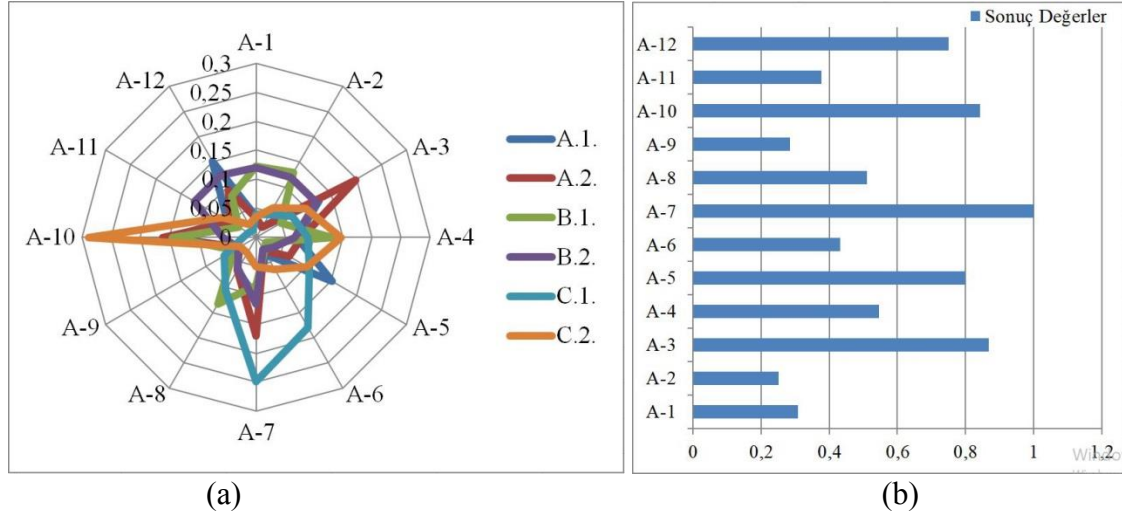 A-1
A-2
A-3
A-4
A-5
A-6
A-7
A-8
A-9
A-10
A-11
A-12
0,3
0,25
0,2
0,15
0,1
0,05
0
A.1.
A.2.
B.1.
B.2.
C.1.
C.2.
(a)
Sonuç Değerler
A-12
A-11
A-10
A-9
A-8
A-7
A-6
A-5
A-4
A-3
A-2
A-1
0 0,2 0,4 0,6 0,8 1 1,2
(b)